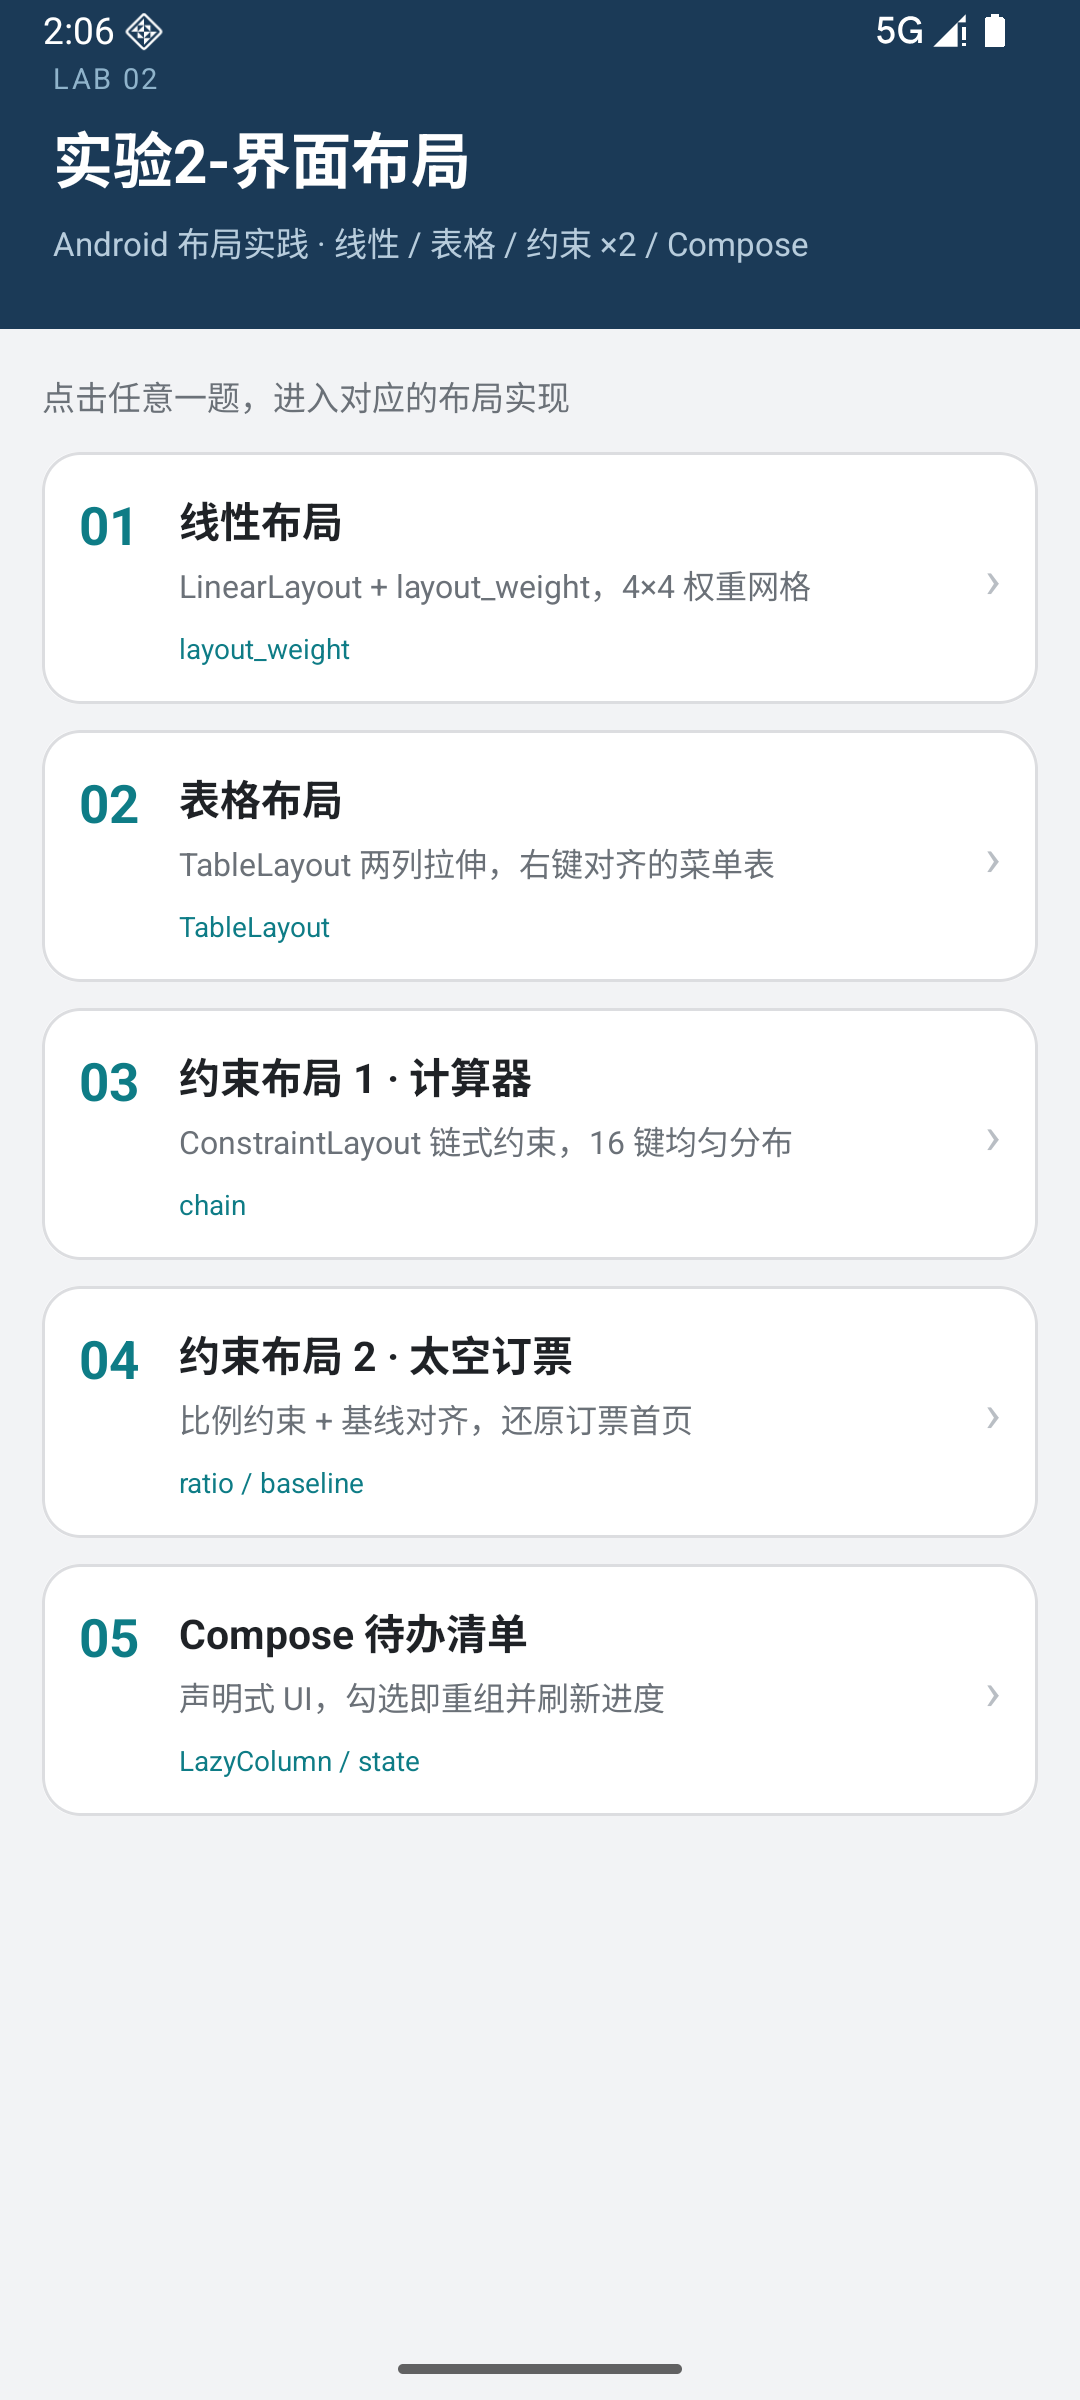 2:06
5G
LAB 02
实验2-界面布局
Android 布局实践 · 线性 / 表格 / 约束 ×2 / Compose
点击任意一题，进入对应的布局实现
01
线性布局
LinearLayout + layout_weight，4×4 权重网格
layout_weight
02
表格布局
TableLayout 两列拉伸，右键对齐的菜单表
TableLayout
03
约束布局 1 · 计算器
ConstraintLayout 链式约束，16 键均匀分布
chain
04
约束布局 2 · 太空订票
比例约束 + 基线对齐，还原订票首页
ratio / baseline
05
Compose 待办清单
声明式 UI，勾选即重组并刷新进度
LazyColumn / state